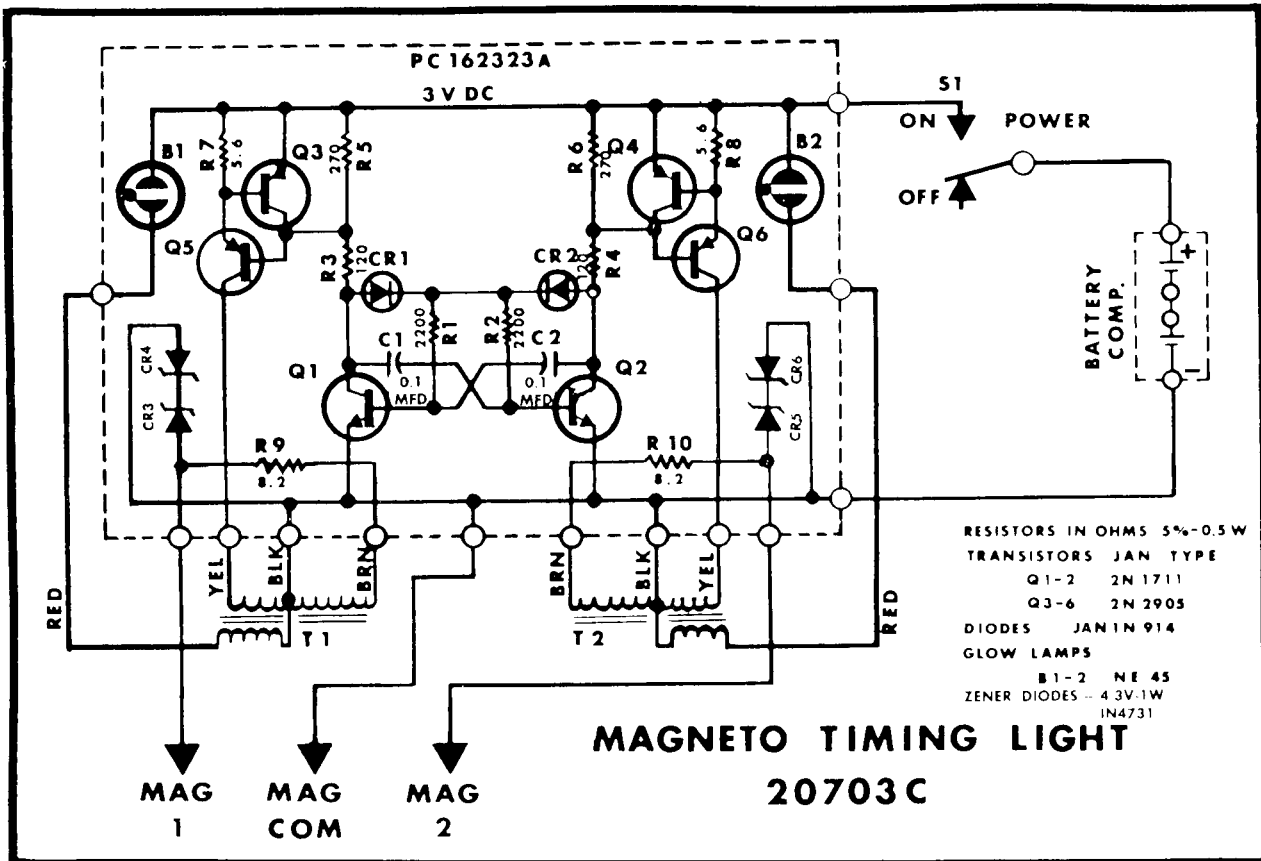 PC 162323A
3 V DC
S1
ON
POWER
OFF
B1
R7
5.6
Q3
R5
270
R6
270
Q4
R8
5.6
B2
Q5
Q6
R3
120
CR1
CR2
120
R4
BATTERY
COMP.
+
-
2200
R1
R2
2200
C1
C2
0.1
MFD
0.1
MFD
CR4
CR3
Q1
Q2
CR6
CR5
R9
8.2
R 10
8.2
YEL
BLK
BRN
BRN
BLK
YEL
RED
RED
T1
T2
RESISTORS IN OHMS 5%-0.5 W
TRANSISTORS JAN TYPE
Q1-2 2N 1711
Q3-6 2N 2905
DIODES JAN 1N 914
GLOW LAMPS
B1-2 NE 45
ZENER DIODES -- 4.3V-1W
IN4731
MAGNETO TIMING LIGHT
20703C
MAG
1
MAG
COM
MAG
2